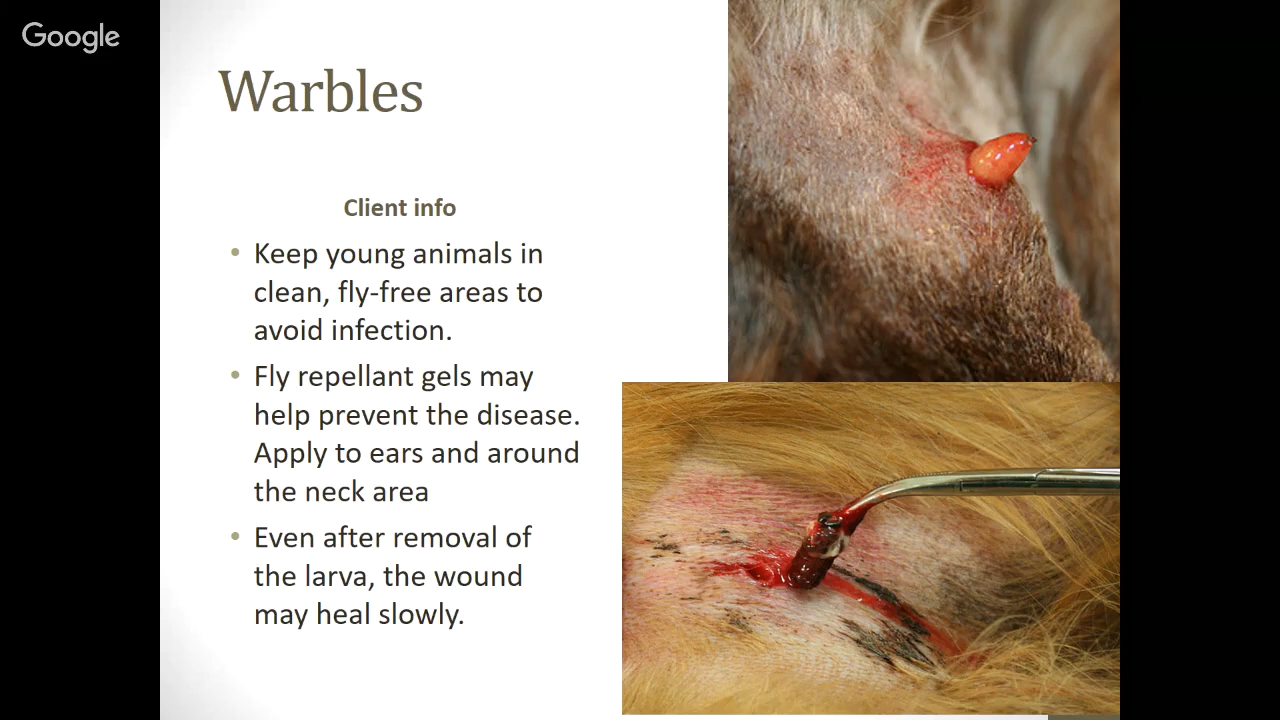 Google
Warbles
Client info
• Keep young animals in
clean, fly-free areas to
avoid infection.
• Fly repellant gels may
help prevent the disease.
Apply to ears and around
the neck area
• Even after removal of
the larva, the wound
may heal slowly.